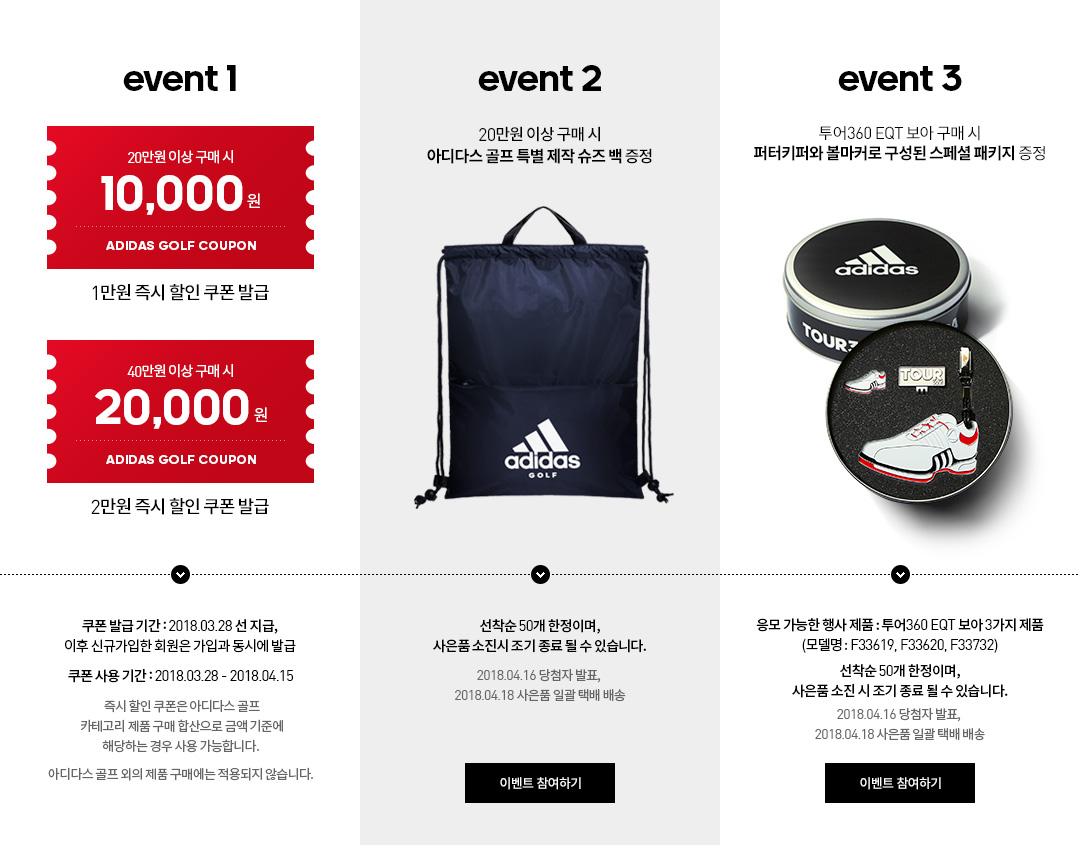 event 1
20만원 이상 구매 시
10,000 원
ADIDAS GOLF COUPON
1만원 즉시 할인 쿠폰 발급
40만원 이상 구매 시
20,000 원
ADIDAS GOLF COUPON
2만원 즉시 할인 쿠폰 발급
쿠폰 발급 기간 : 2018.03.28 선 지급,
이후 신규가입한 회원은 가입과 동시에 발급
쿠폰 사용 기간 : 2018.03.28 - 2018.04.15
즉시 할인 쿠폰은 아디다스 골프
카테고리 제품 구매 합산으로 금액 기준에
해당하는 경우 사용 가능합니다.
아디다스 골프 외의 제품 구매에는 적용되지 않습니다.
event 2
20만원 이상 구매 시
아디다스 골프 특별 제작 슈즈 백 증정
adidas
GOLF
선착순 50개 한정이며,
사은품 소진시 조기 종료 될 수 있습니다.
2018.04.16 당첨자 발표,
2018.04.18 사은품 일괄 택배 배송
이벤트 참여하기
event 3
투어360 EQT 보아 구매 시
퍼터키퍼와 볼마커로 구성된 스페셜 패키지 증정
adidas
TOUR3
TOUR
응모 가능한 행사 제품 : 투어360 EQT 보아 3가지 제품
(모델명 : F33619, F33620, F33732)
선착순 50개 한정이며,
사은품 소진 시 조기 종료 될 수 있습니다.
2018.04.16 당첨자 발표,
2018.04.18 사은품 일괄 택배 배송
이벤트 참여하기